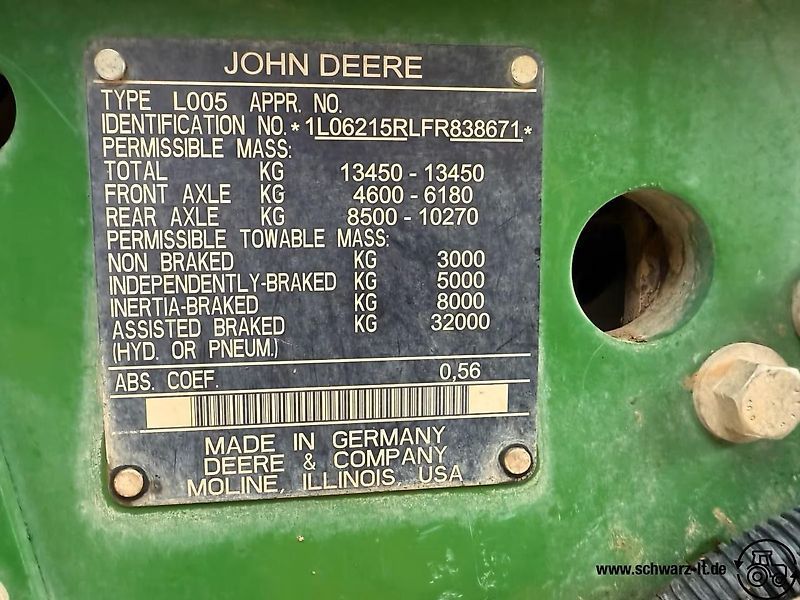 JOHN DEERE
TYPE L005 APPR. NO.
IDENTIFICATION NO. *1L06215RLFR838671*
PERMISSIBLE MASS:
TOTAL KG 13450 - 13450
FRONT AXLE KG 4600 - 6180
REAR AXLE KG 8500 - 10270
PERMISSIBLE TOWABLE MASS:
NON BRAKED KG 3000
INDEPENDENTLY-BRAKED KG 5000
INERTIA-BRAKED KG 8000
ASSISTED BRAKED KG 32000
(HYD. OR PNEUM.)
ABS. COEF. 0,56
MADE IN GERMANY
DEERE & COMPANY
MOLINE, ILLINOIS, USA
www.schwarz-lt.de